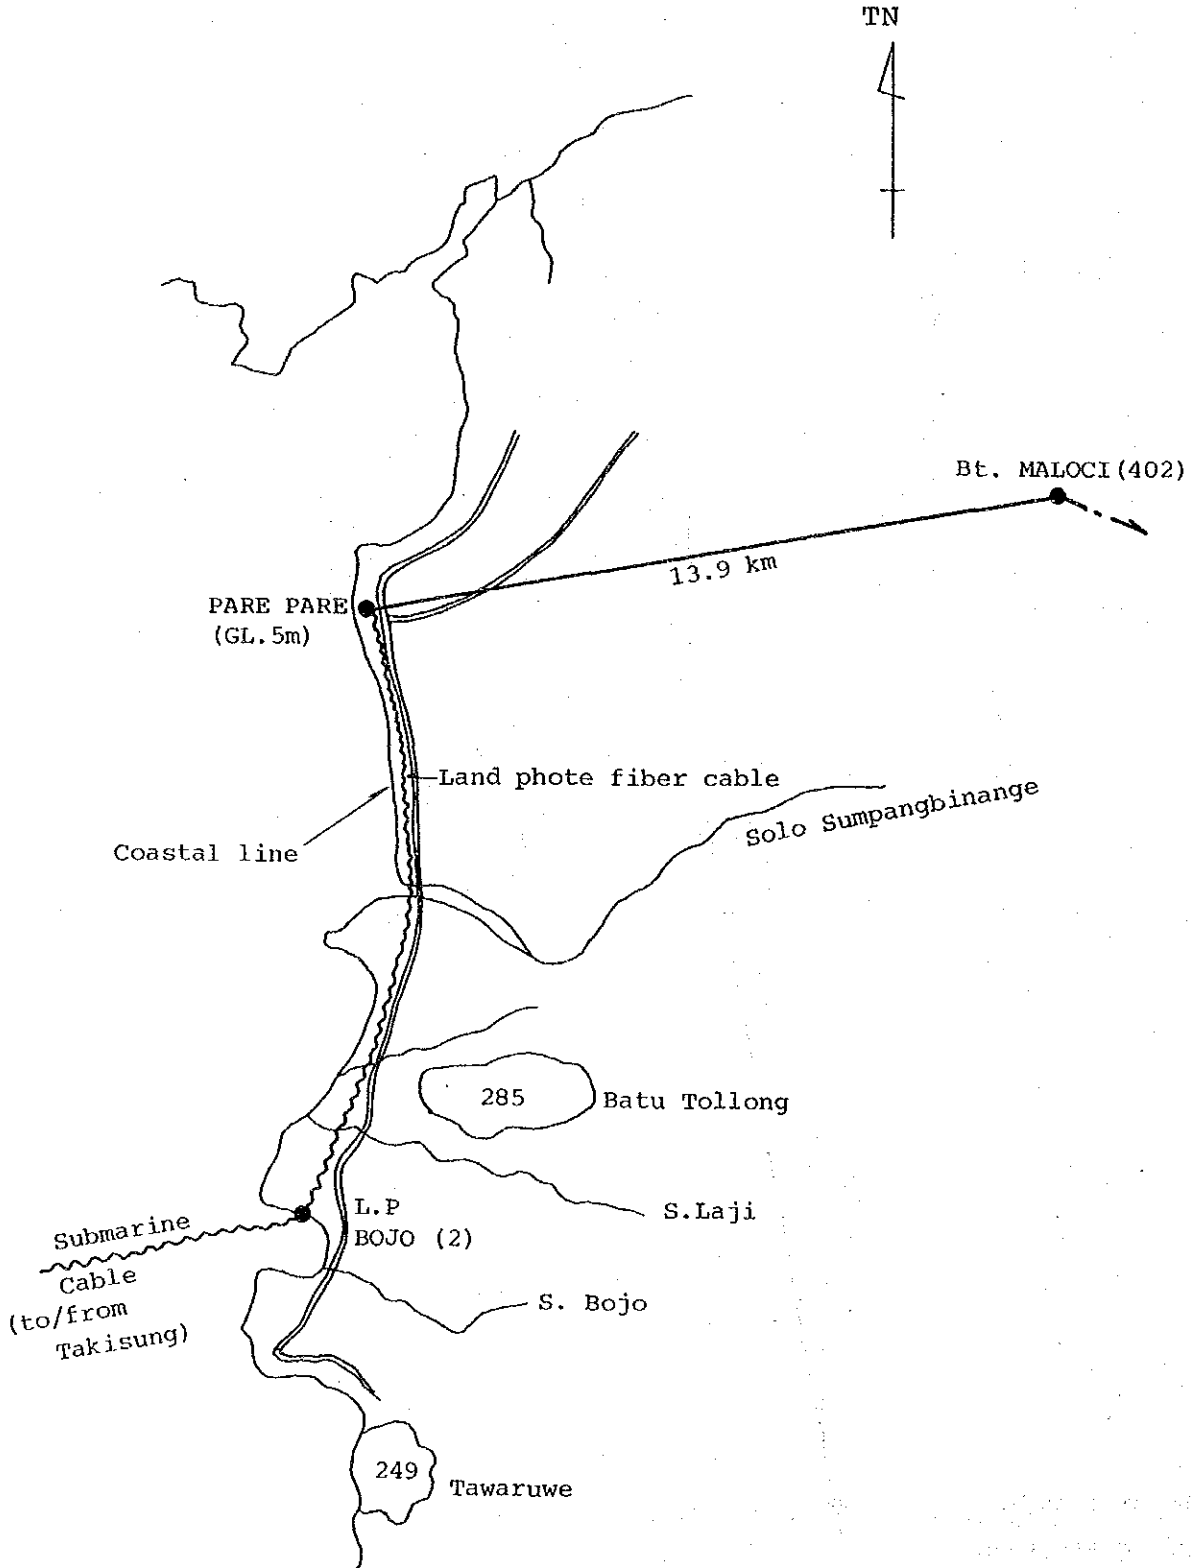 TN
Bt. MALOCI(402)
13.9 km
PARE PARE
(GL.5m)
Land phote fiber cable
Solo Sumpangbinange
Coastal line
285
Batu Tollong
L.P
BOJO (2)
S.Laji
Submarine
Cable
(to/from
Takisung)
S. Bojo
249
Tawaruwe